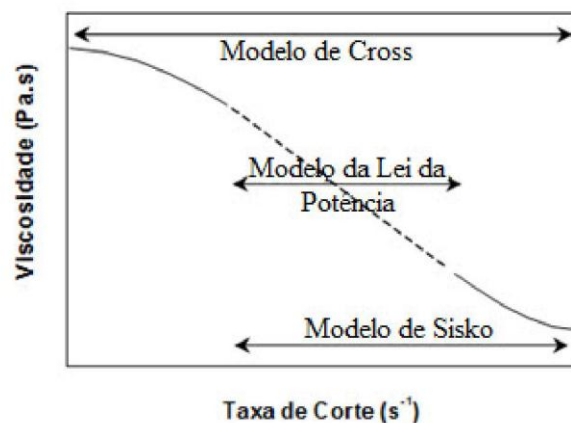 Modelo de Cross
Viscosidade (Pa.s)
Modelo da Lei da
Potência
Modelo de Sisko
Taxa de Corte (s⁻¹)